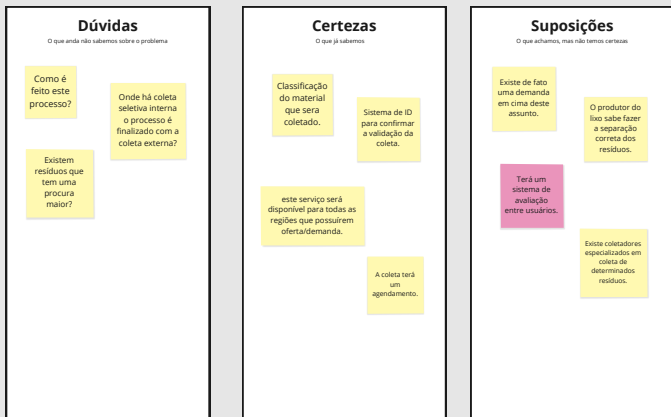 Dúvidas
O que anda não sabemos sobre o problema
Como é
feito este
processo?
Onde há coleta
seletiva interna
o processo é
finalizado com a
coleta externa?
Existem
resíduos que
tem uma
procura
maior?
Certezas
O que já sabemos
Classificação
do material
que sera
coletado.
Sistema de ID
para confirmar
a validação da
coleta.
este serviço será
disponível para todas as
regiões que possuírem
oferta/demanda.
A coleta terá
um
agendamento.
Suposições
O que achamos, mas não temos certezas
Existe de fato
uma demanda
em cima deste
assunto.
O produtor do
lixo sabe fazer
a separação
correta dos
resíduos.
Terá um
sistema de
avaliação
entre usuários.
Existe coletadores
especializados em
coleta de
determinados
resíduos.